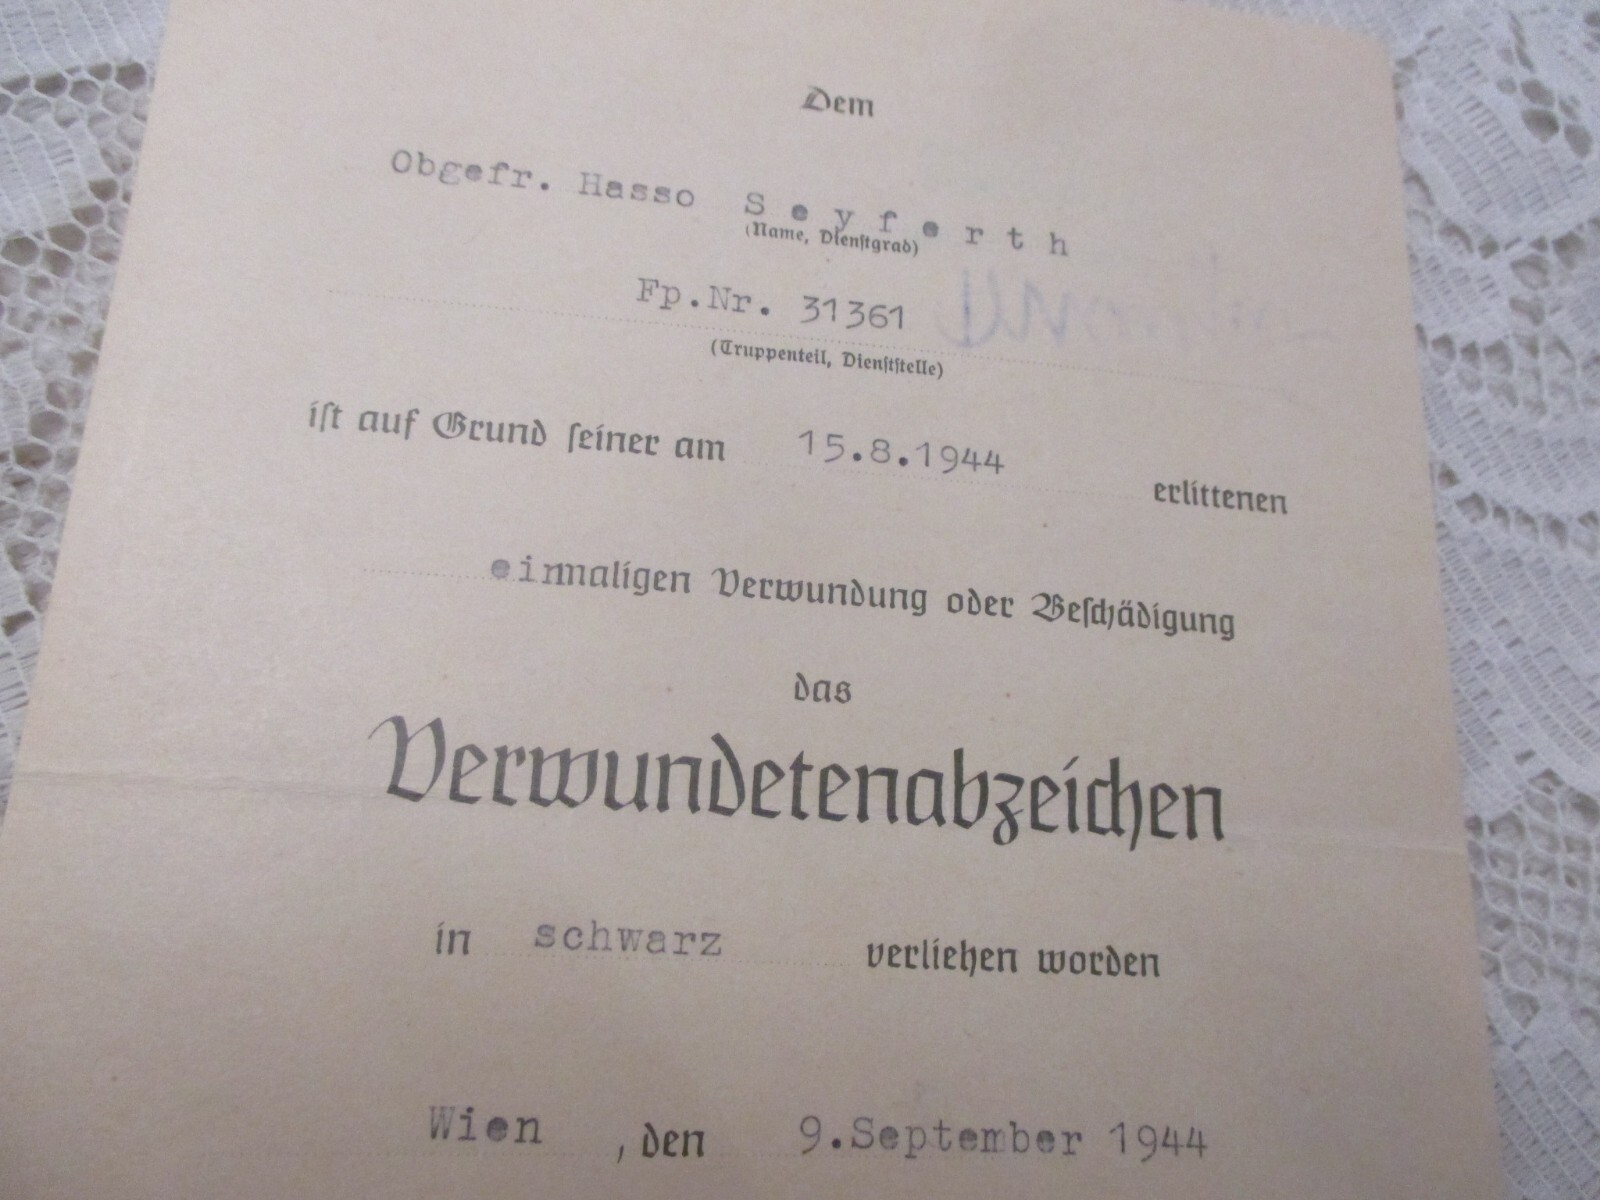 Dem
Obgefr. Hasso Seyferth
(Name, Dienstgrad)
Fp.Nr. 31361
(Truppenteil, Dienststelle)
ist auf Grund seiner am 15.8.1944 erlittenen
einmaligen Verwundung oder Beschädigung
das
Verwundetenabzeichen
in schwarz verliehen worden
Wien, den 9.September 1944